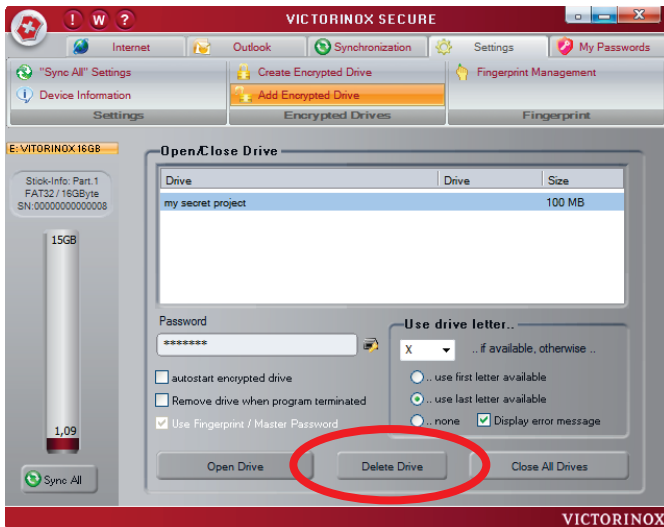 ! W ?
VICTORINOX SECURE
Internet
Outlook
Synchronization
Settings
My Passwords
"Sync All" Settings
Create Encrypted Drive
Fingerprint Management
Device Information
Add Encrypted Drive
Settings
Encrypted Drives
Fingerprint
E: VITORINOX 16GB
Open/Close Drive
Stick-Info: Part.1
FAT32 / 16GByte
SN:00000000000008
Drive
Drive
Size
my secret project
100 MB
15GB
Password
*******
Use drive letter..
X
.. if available, otherwise ..
autostart encrypted drive
.. use first letter available
Remove drive when program terminated
.. use last letter available
Use Fingerprint / Master Password
.. none
Display error message
1,09
Open Drive
Delete Drive
Close All Drives
Sync All
VICTORINOX